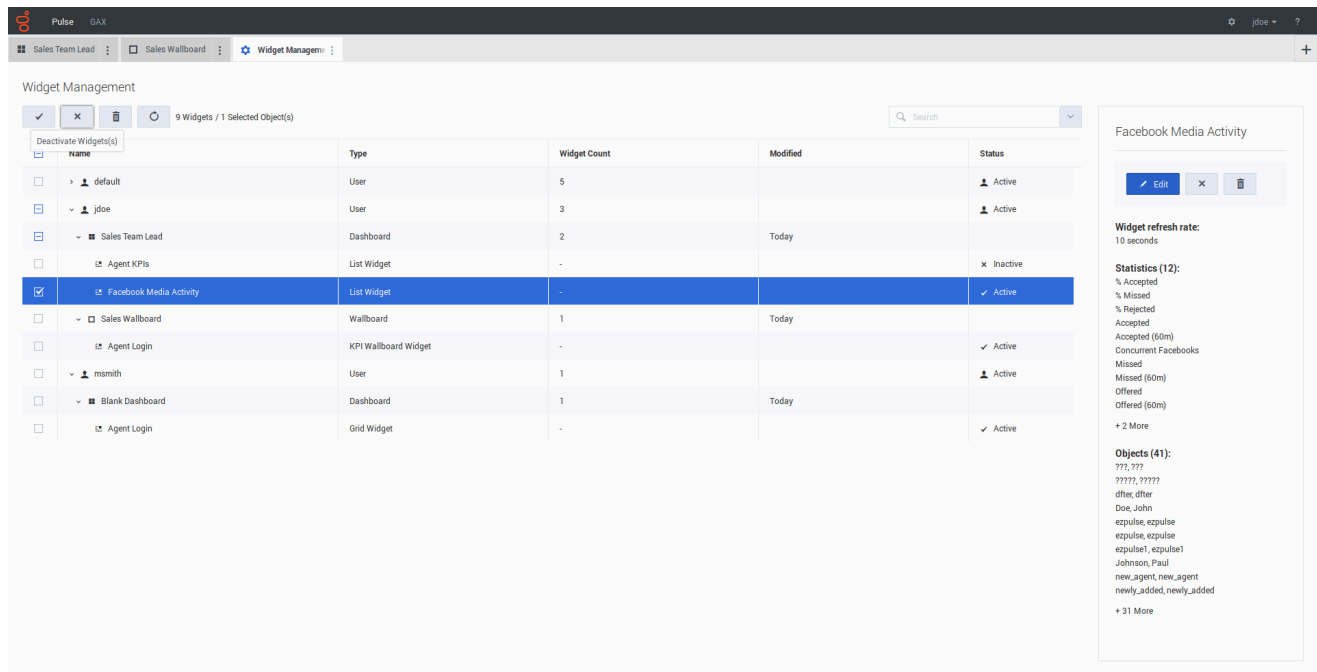 Pulse GAX jdoe ?
Sales Team Lead Sales Wallboard Widget Manageme
Widget Management
9 Widgets / 1 Selected Object(s) Search
Deactivate Widgets(s)
Name Type Widget Count Modified Status
default User 5 Active
jdoe User 3 Active
Sales Team Lead Dashboard 2 Today
Agent KPIs List Widget - Inactive
Facebook Media Activity List Widget - Active
Sales Wallboard Wallboard 1 Today
Agent Login KPI Wallboard Widget - Active
msmith User 1 Active
Blank Dashboard Dashboard 1 Today
Agent Login Grid Widget - Active
Facebook Media Activity
Edit
Widget refresh rate:
10 seconds
Statistics (12):
% Accepted
% Missed
% Rejected
Accepted
Accepted (60m)
Concurrent Facebooks
Missed
Missed (60m)
Offered
Offered (60m)
+ 2 More
Objects (41):
???, ???
?????, ?????
dfter, dfter
Doe, John
ezpulse, ezpulse
ezpulse, ezpulse
ezpulse1, ezpulse1
Johnson, Paul
new_agent, new_agent
newly_added, newly_added
+ 31 More